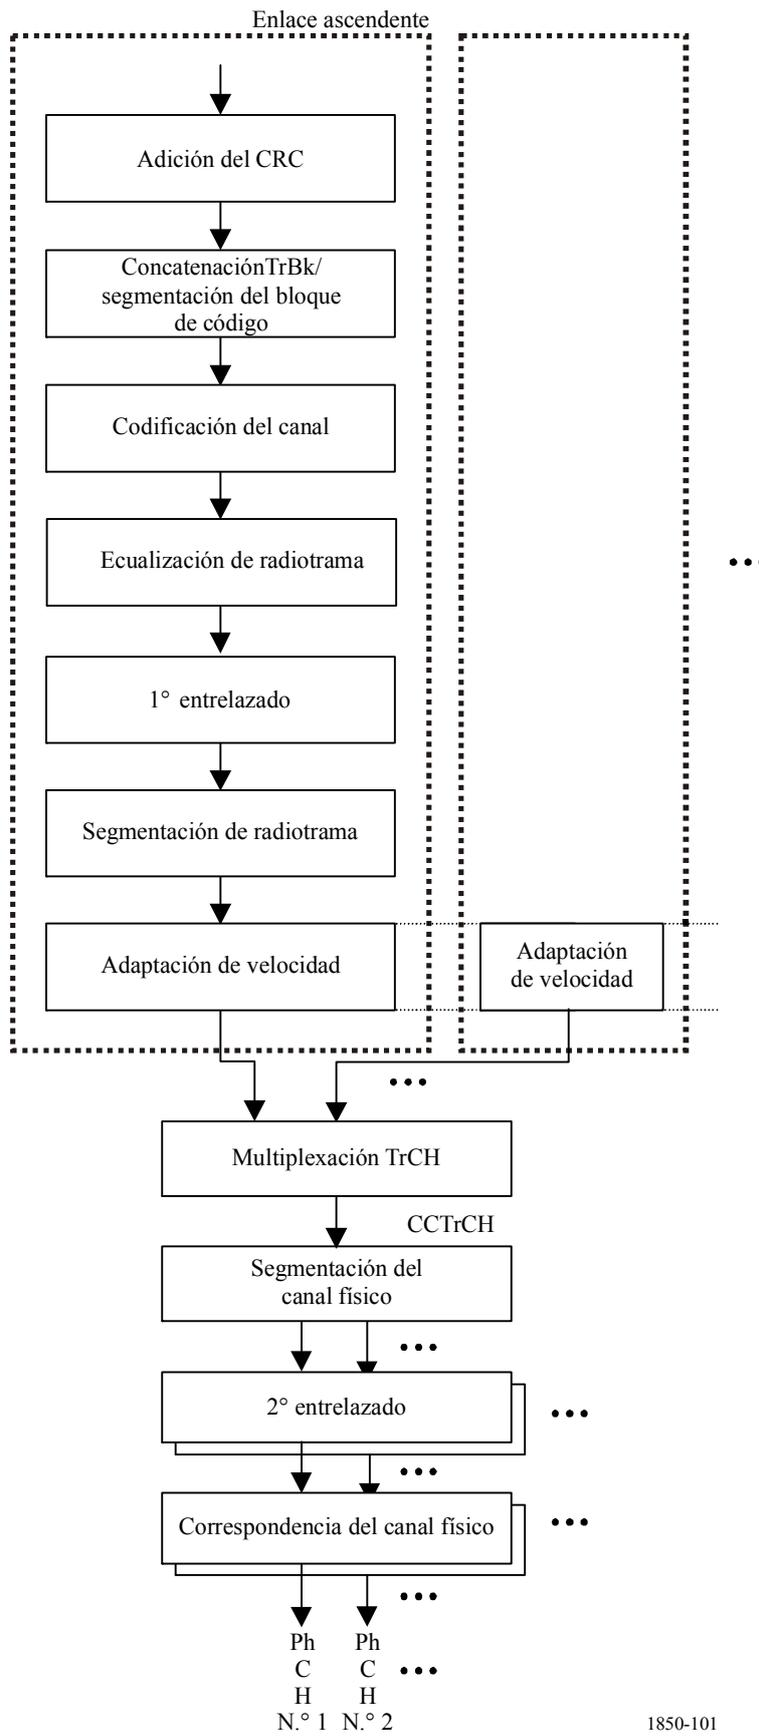 Enlace ascendente
Adición del CRC
ConcatenaciónTrBk/
segmentación del bloque
de código
Codificación del canal
Ecualización de radiotrama
1° entrelazado
Segmentación de radiotrama
Adaptación de velocidad
Adaptación
de velocidad
Multiplexación TrCH
CCTrCH
Segmentación del
canal físico
2° entrelazado
Correspondencia del canal físico
Ph
C
H
N.° 1
Ph
C
H
N.° 2
1850-101